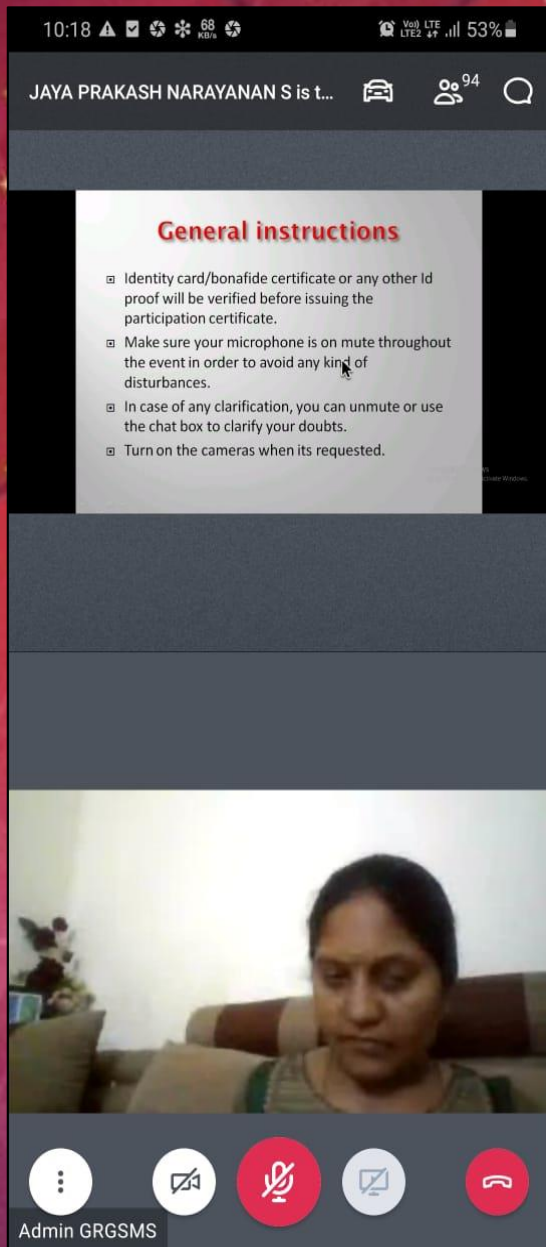 10:18 68 KB/s Vo)) LTE2 LTE 53%
JAYA PRAKASH NARAYANAN S is t... 94
General instructions
Identity card/bonafide certificate or any other Id
proof will be verified before issuing the
participation certificate.
Make sure your microphone is on mute throughout
the event in order to avoid any kind of
disturbances.
In case of any clarification, you can unmute or use
the chat box to clarify your doubts.
Turn on the cameras when its requested.
Admin GRGSMS